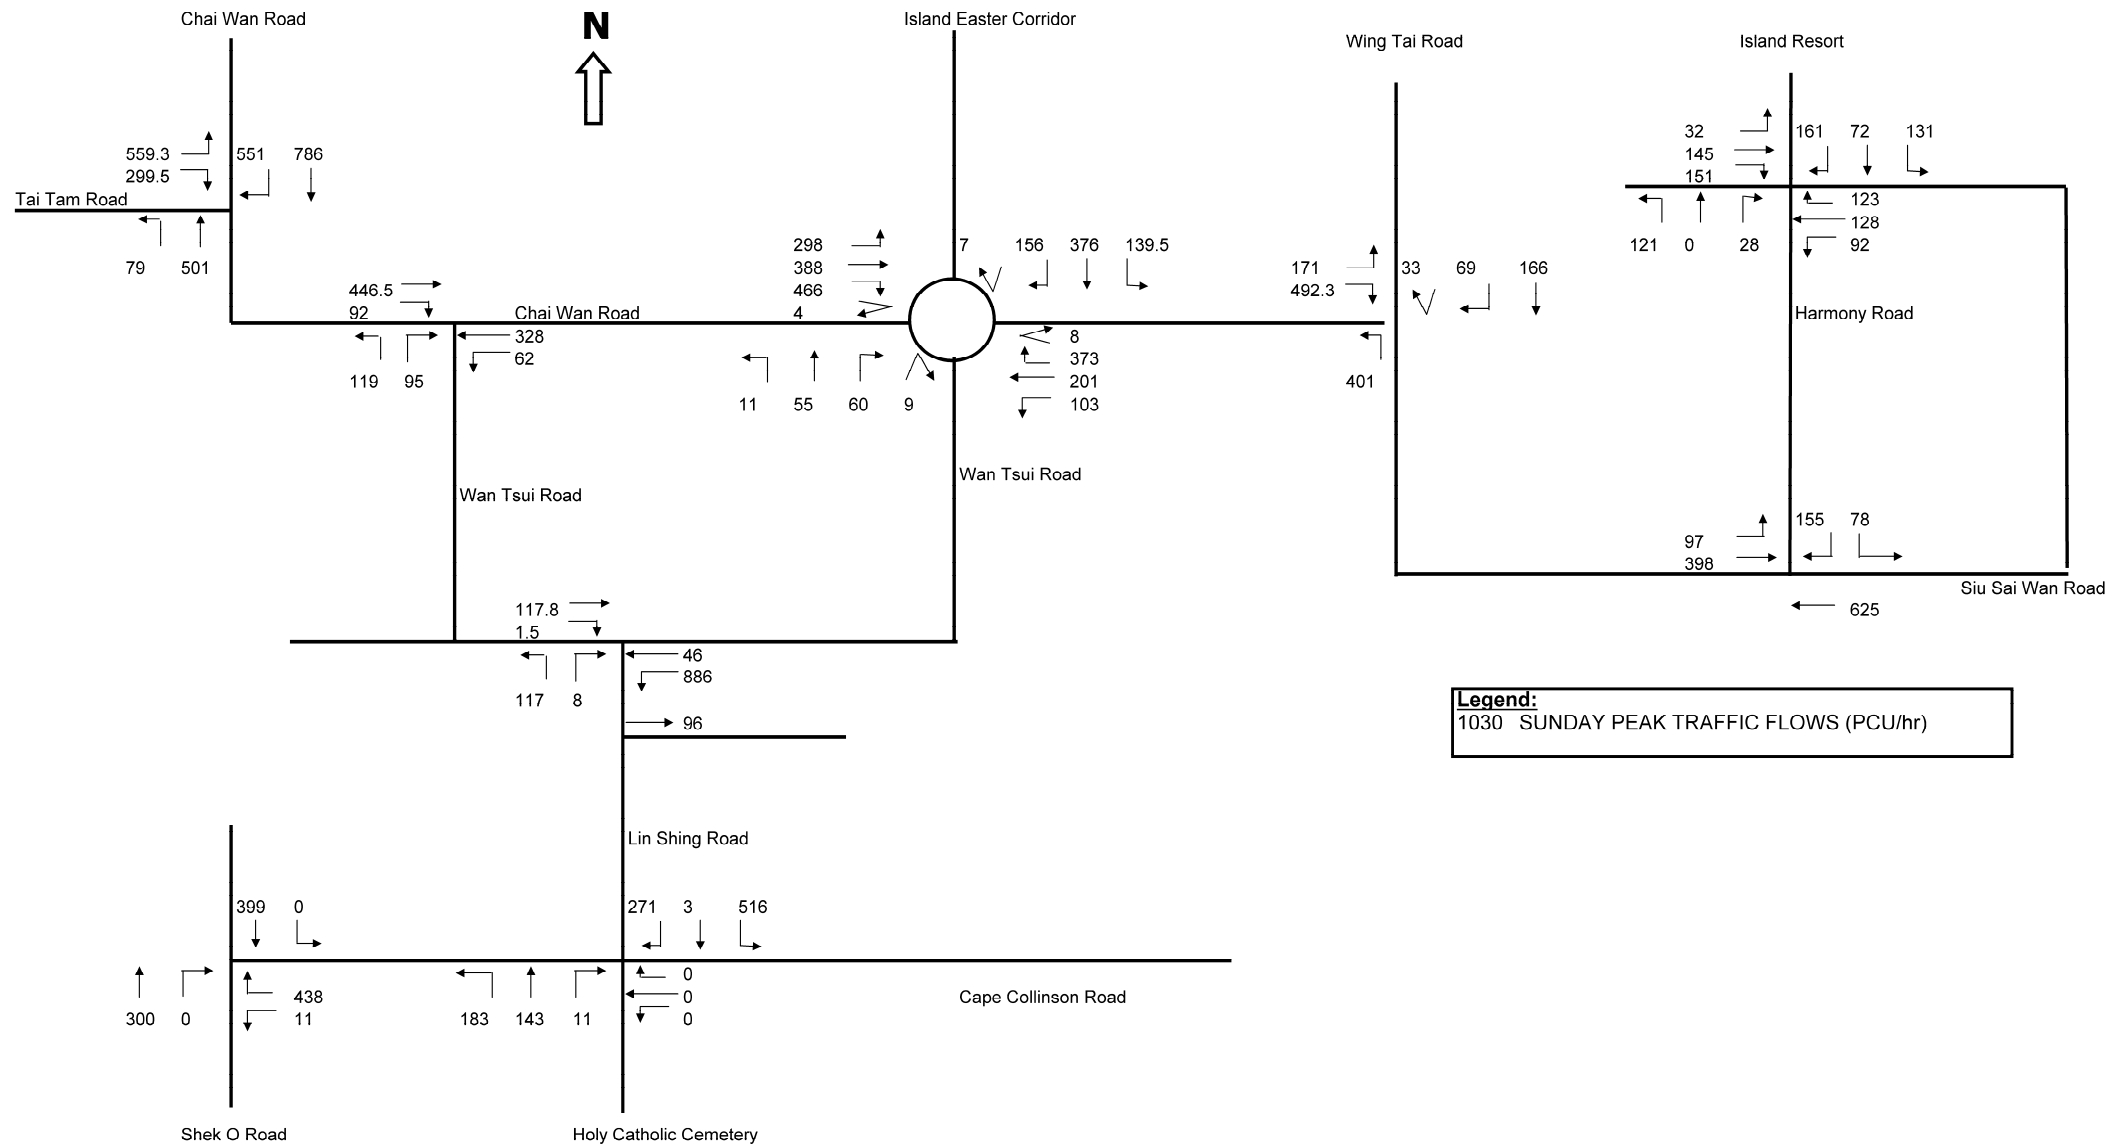 Chai Wan Road
N
Island Easter Corridor
Wing Tai Road
Island Resort
559.3
299.5
551 786
Tai Tam Road
79 501
32
145
151
161 72 131
123
128
92
121 0 28
298
388
466
4
7 156 376 139.5
171
492.3
33 69 166
446.5
92
Chai Wan Road
328
62
119 95
8
373
201
103
11 55 60 9
401
Harmony Road
Wan Tsui Road
Wan Tsui Road
97
398
155 78
Siu Sai Wan Road
625
117.8
1.5
46
886
117 8
96
Legend:
1030 SUNDAY PEAK TRAFFIC FLOWS (PCU/hr)
Lin Shing Road
399 0
271 3 516
438
11
300 0
183 143 11
0
0
0
Cape Collinson Road
Shek O Road
Holy Catholic Cemetery